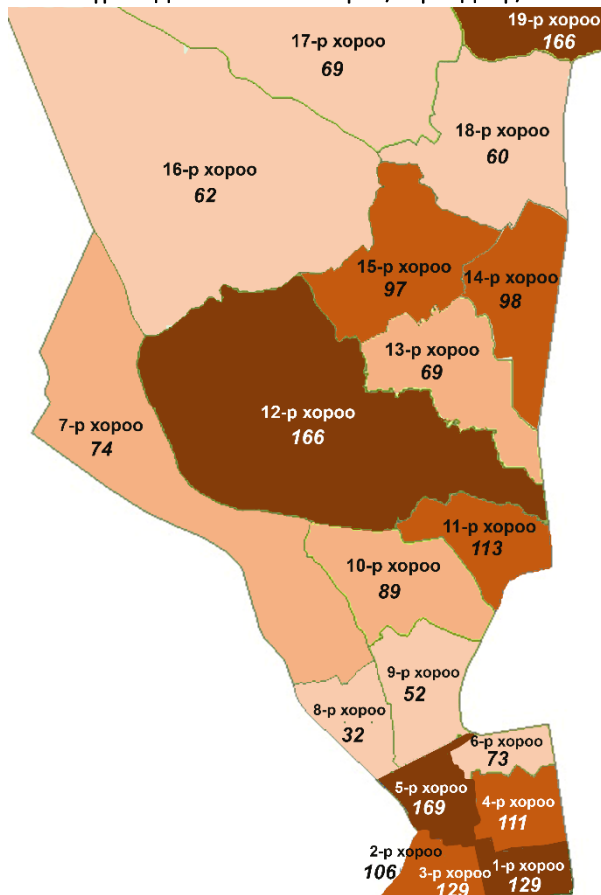 19-р хороо
166
17-р хороо
69
18-р хороо
60
16-р хороо
62
15-р хороо
97
14-р хороо
98
13-р хороо
69
12-р хороо
166
7-р хороо
74
11-р хороо
113
10-р хороо
89
9-р хороо
52
8-р хороо
32
6-р хороо
73
5-р хороо
169
4-р хороо
111
2-р хороо
106
1-р хороо
129
3-р хороо
129